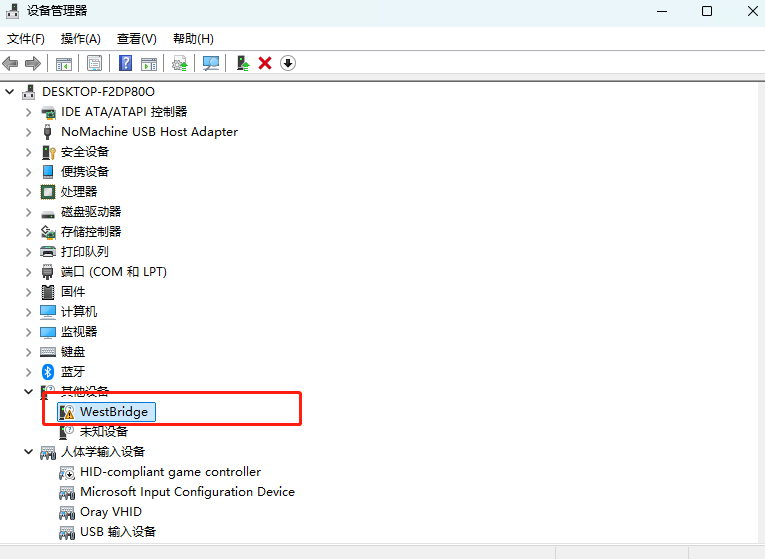 设备管理器
文件(F) 操作(A) 查看(V) 帮助(H)
DESKTOP-F2DP80O
IDE ATA/ATAPI 控制器
NoMachine USB Host Adapter
安全设备
便携设备
处理器
磁盘驱动器
存储控制器
打印队列
端口 (COM 和 LPT)
固件
计算机
监视器
键盘
蓝牙
其他设备
WestBridge
未知设备
人体学输入设备
HID-compliant game controller
Microsoft Input Configuration Device
Oray VHID
USB 输入设备